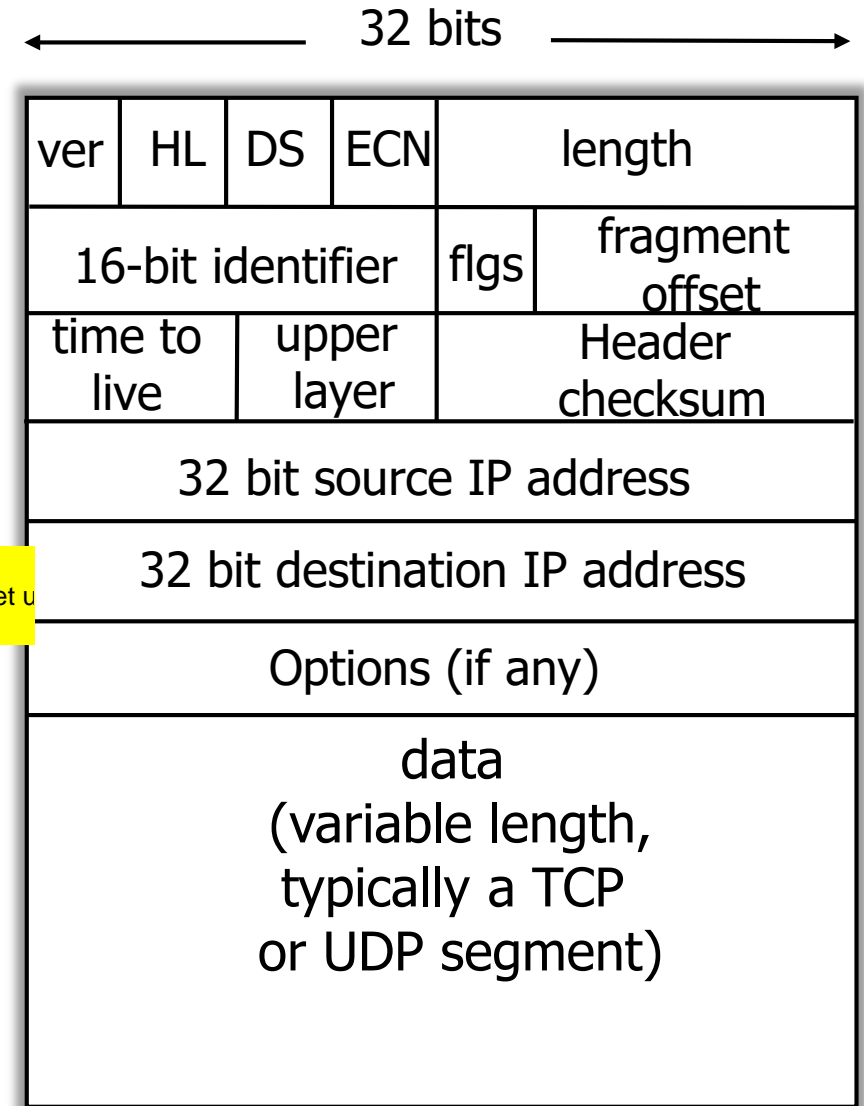 32 bits
ver HL DS ECN length
16-bit identifier flgs fragment
offset
time to upper Header
live layer checksum
32 bit source IP address
32 bit destination IP address
Options (if any)
data
(variable length,
typically a TCP
or UDP segment)